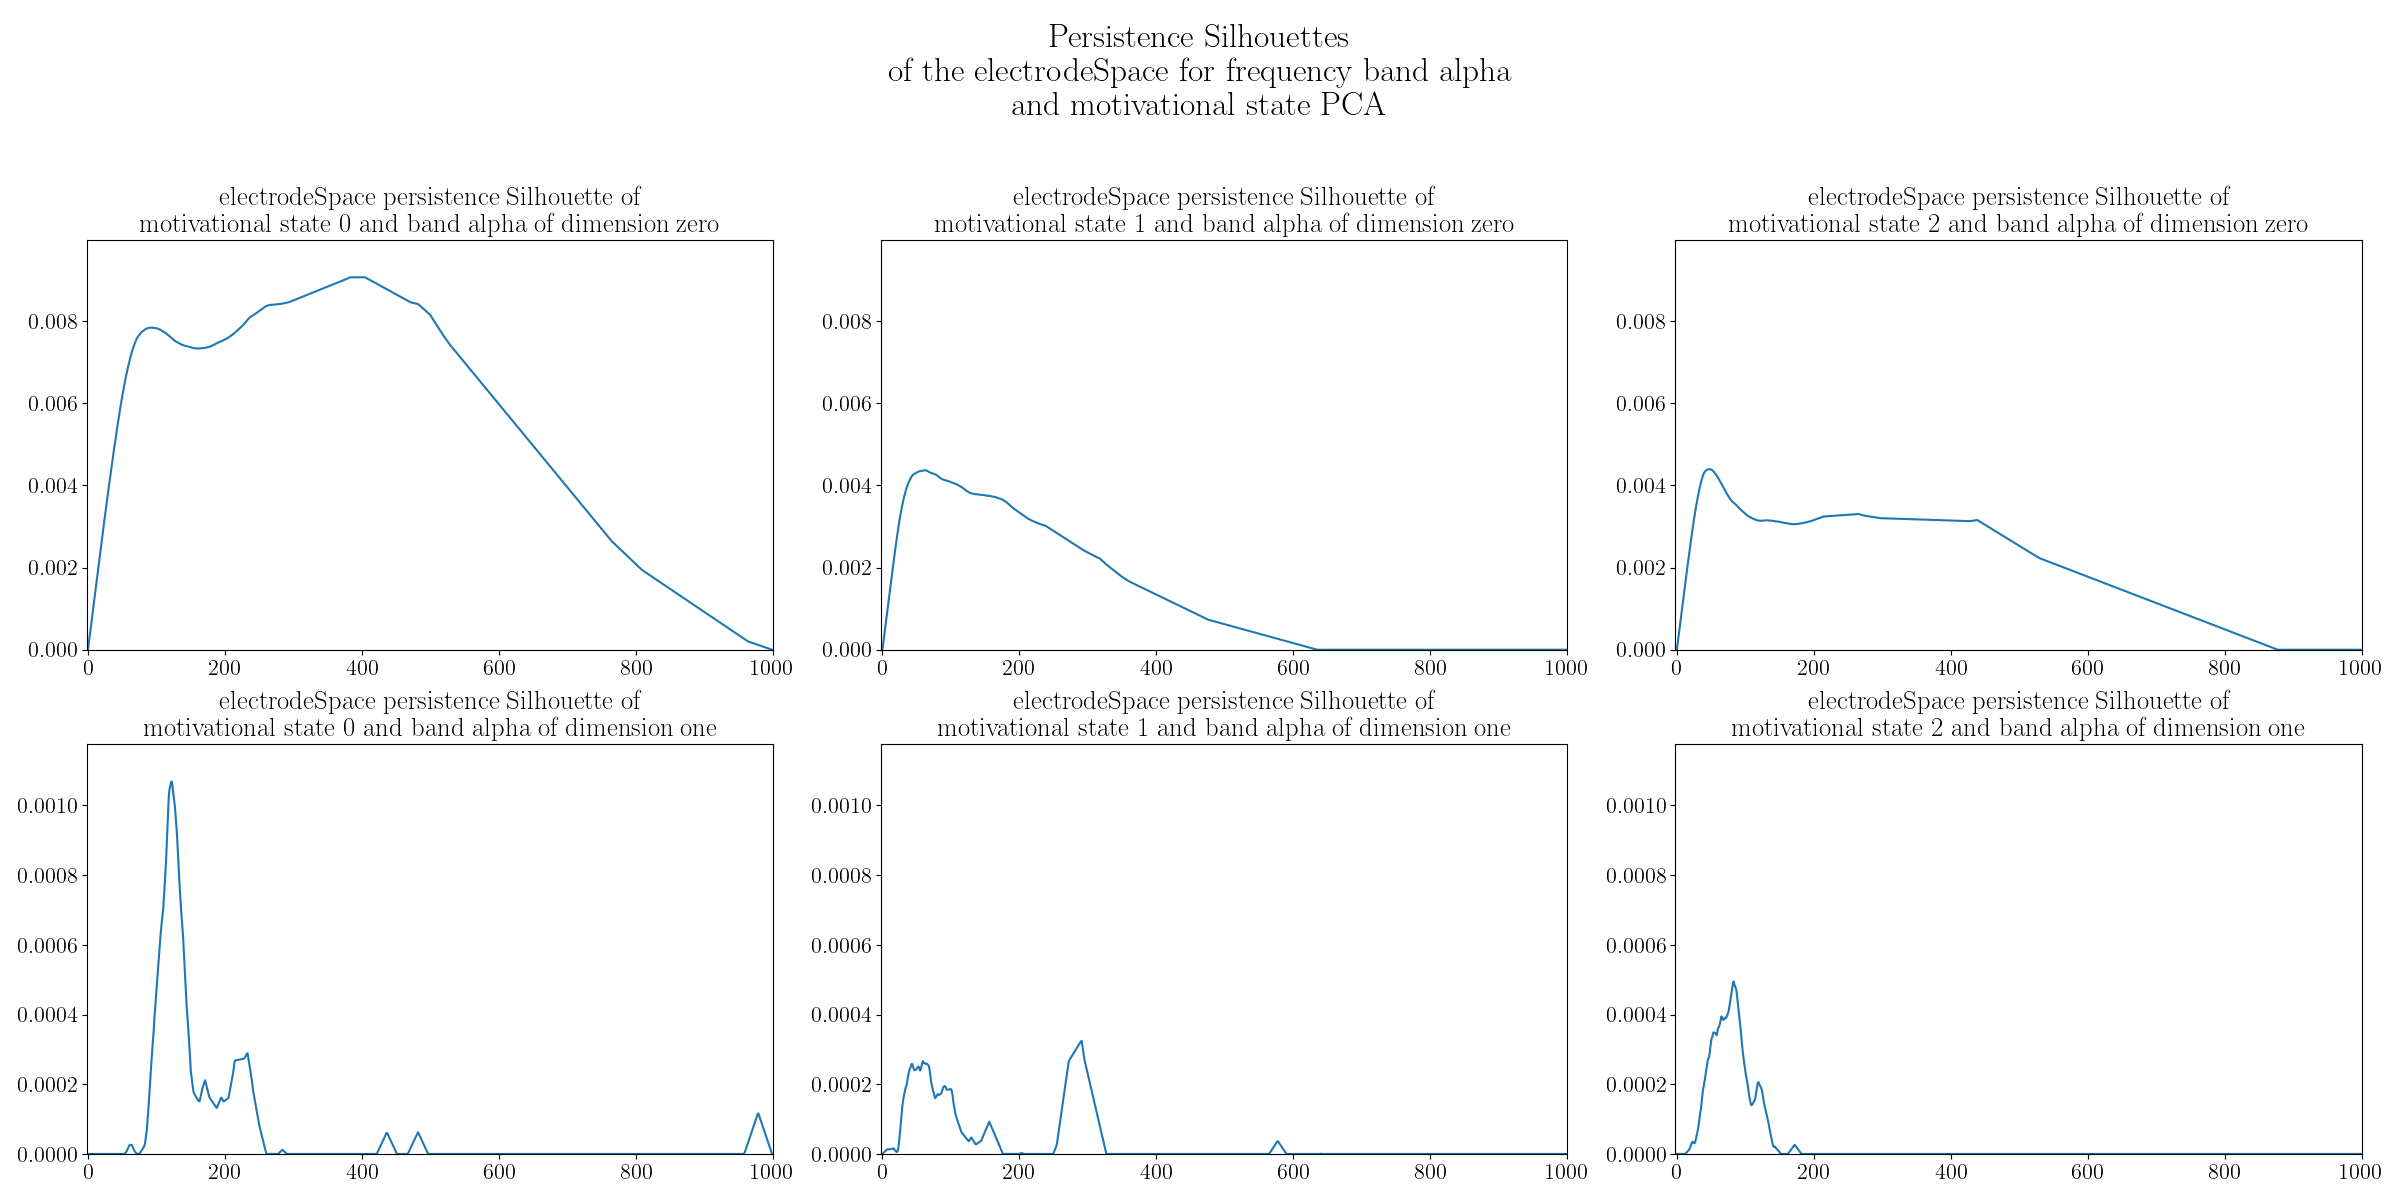 Persistence Silhouettes
of the electrodeSpace for frequency band alpha
and motivational state PCA
electrodeSpace persistence Silhouette of
motivational state 0 and band alpha of dimension zero
0.008
0.006
0.004
0.002
0.000
0 200 400 600 800 1000
electrodeSpace persistence Silhouette of
motivational state 1 and band alpha of dimension zero
0.008
0.006
0.004
0.002
0.000
0 200 400 600 800 1000
electrodeSpace persistence Silhouette of
motivational state 2 and band alpha of dimension zero
0.008
0.006
0.004
0.002
0.000
0 200 400 600 800 1000
electrodeSpace persistence Silhouette of
motivational state 0 and band alpha of dimension one
0.0010
0.0008
0.0006
0.0004
0.0002
0.0000
0 200 400 600 800 1000
electrodeSpace persistence Silhouette of
motivational state 1 and band alpha of dimension one
0.0010
0.0008
0.0006
0.0004
0.0002
0.0000
0 200 400 600 800 1000
electrodeSpace persistence Silhouette of
motivational state 2 and band alpha of dimension one
0.0010
0.0008
0.0006
0.0004
0.0002
0.0000
0 200 400 600 800 1000